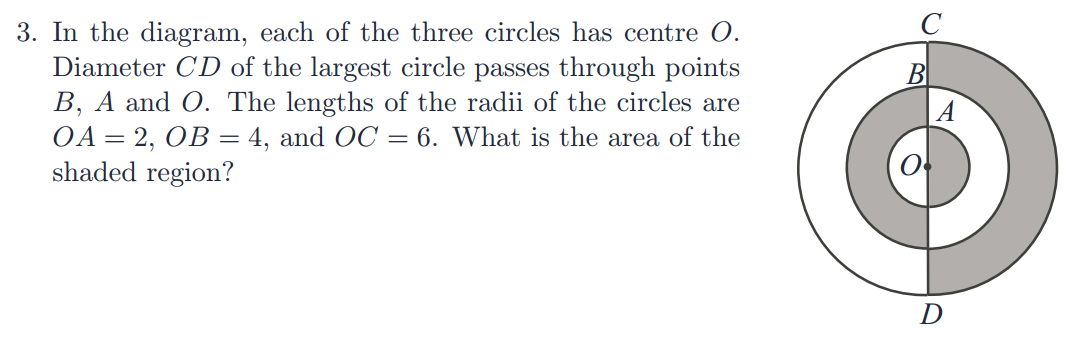 3. In the diagram, each of the three circles has centre O.
Diameter CD of the largest circle passes through points
B, A and O. The lengths of the radii of the circles are
OA = 2, OB = 4, and OC = 6. What is the area of the
shaded region?
C
B
A
O
D